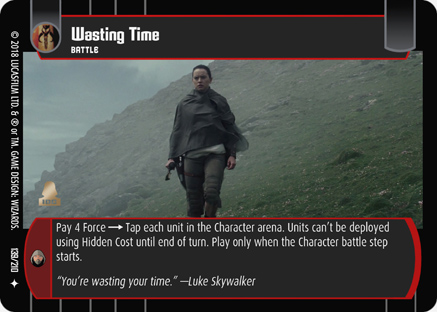 Wasting Time
BATTLE
Pay 4 Force → Tap each unit in the Character arena. Units can't be deployed
using Hidden Cost until end of turn. Play only when the Character battle step
starts.
"You're wasting your time." —Luke Skywalker
© 2018 LUCASFILM LTD. & ® or TM. GAME DESIGN: WIZARDS.